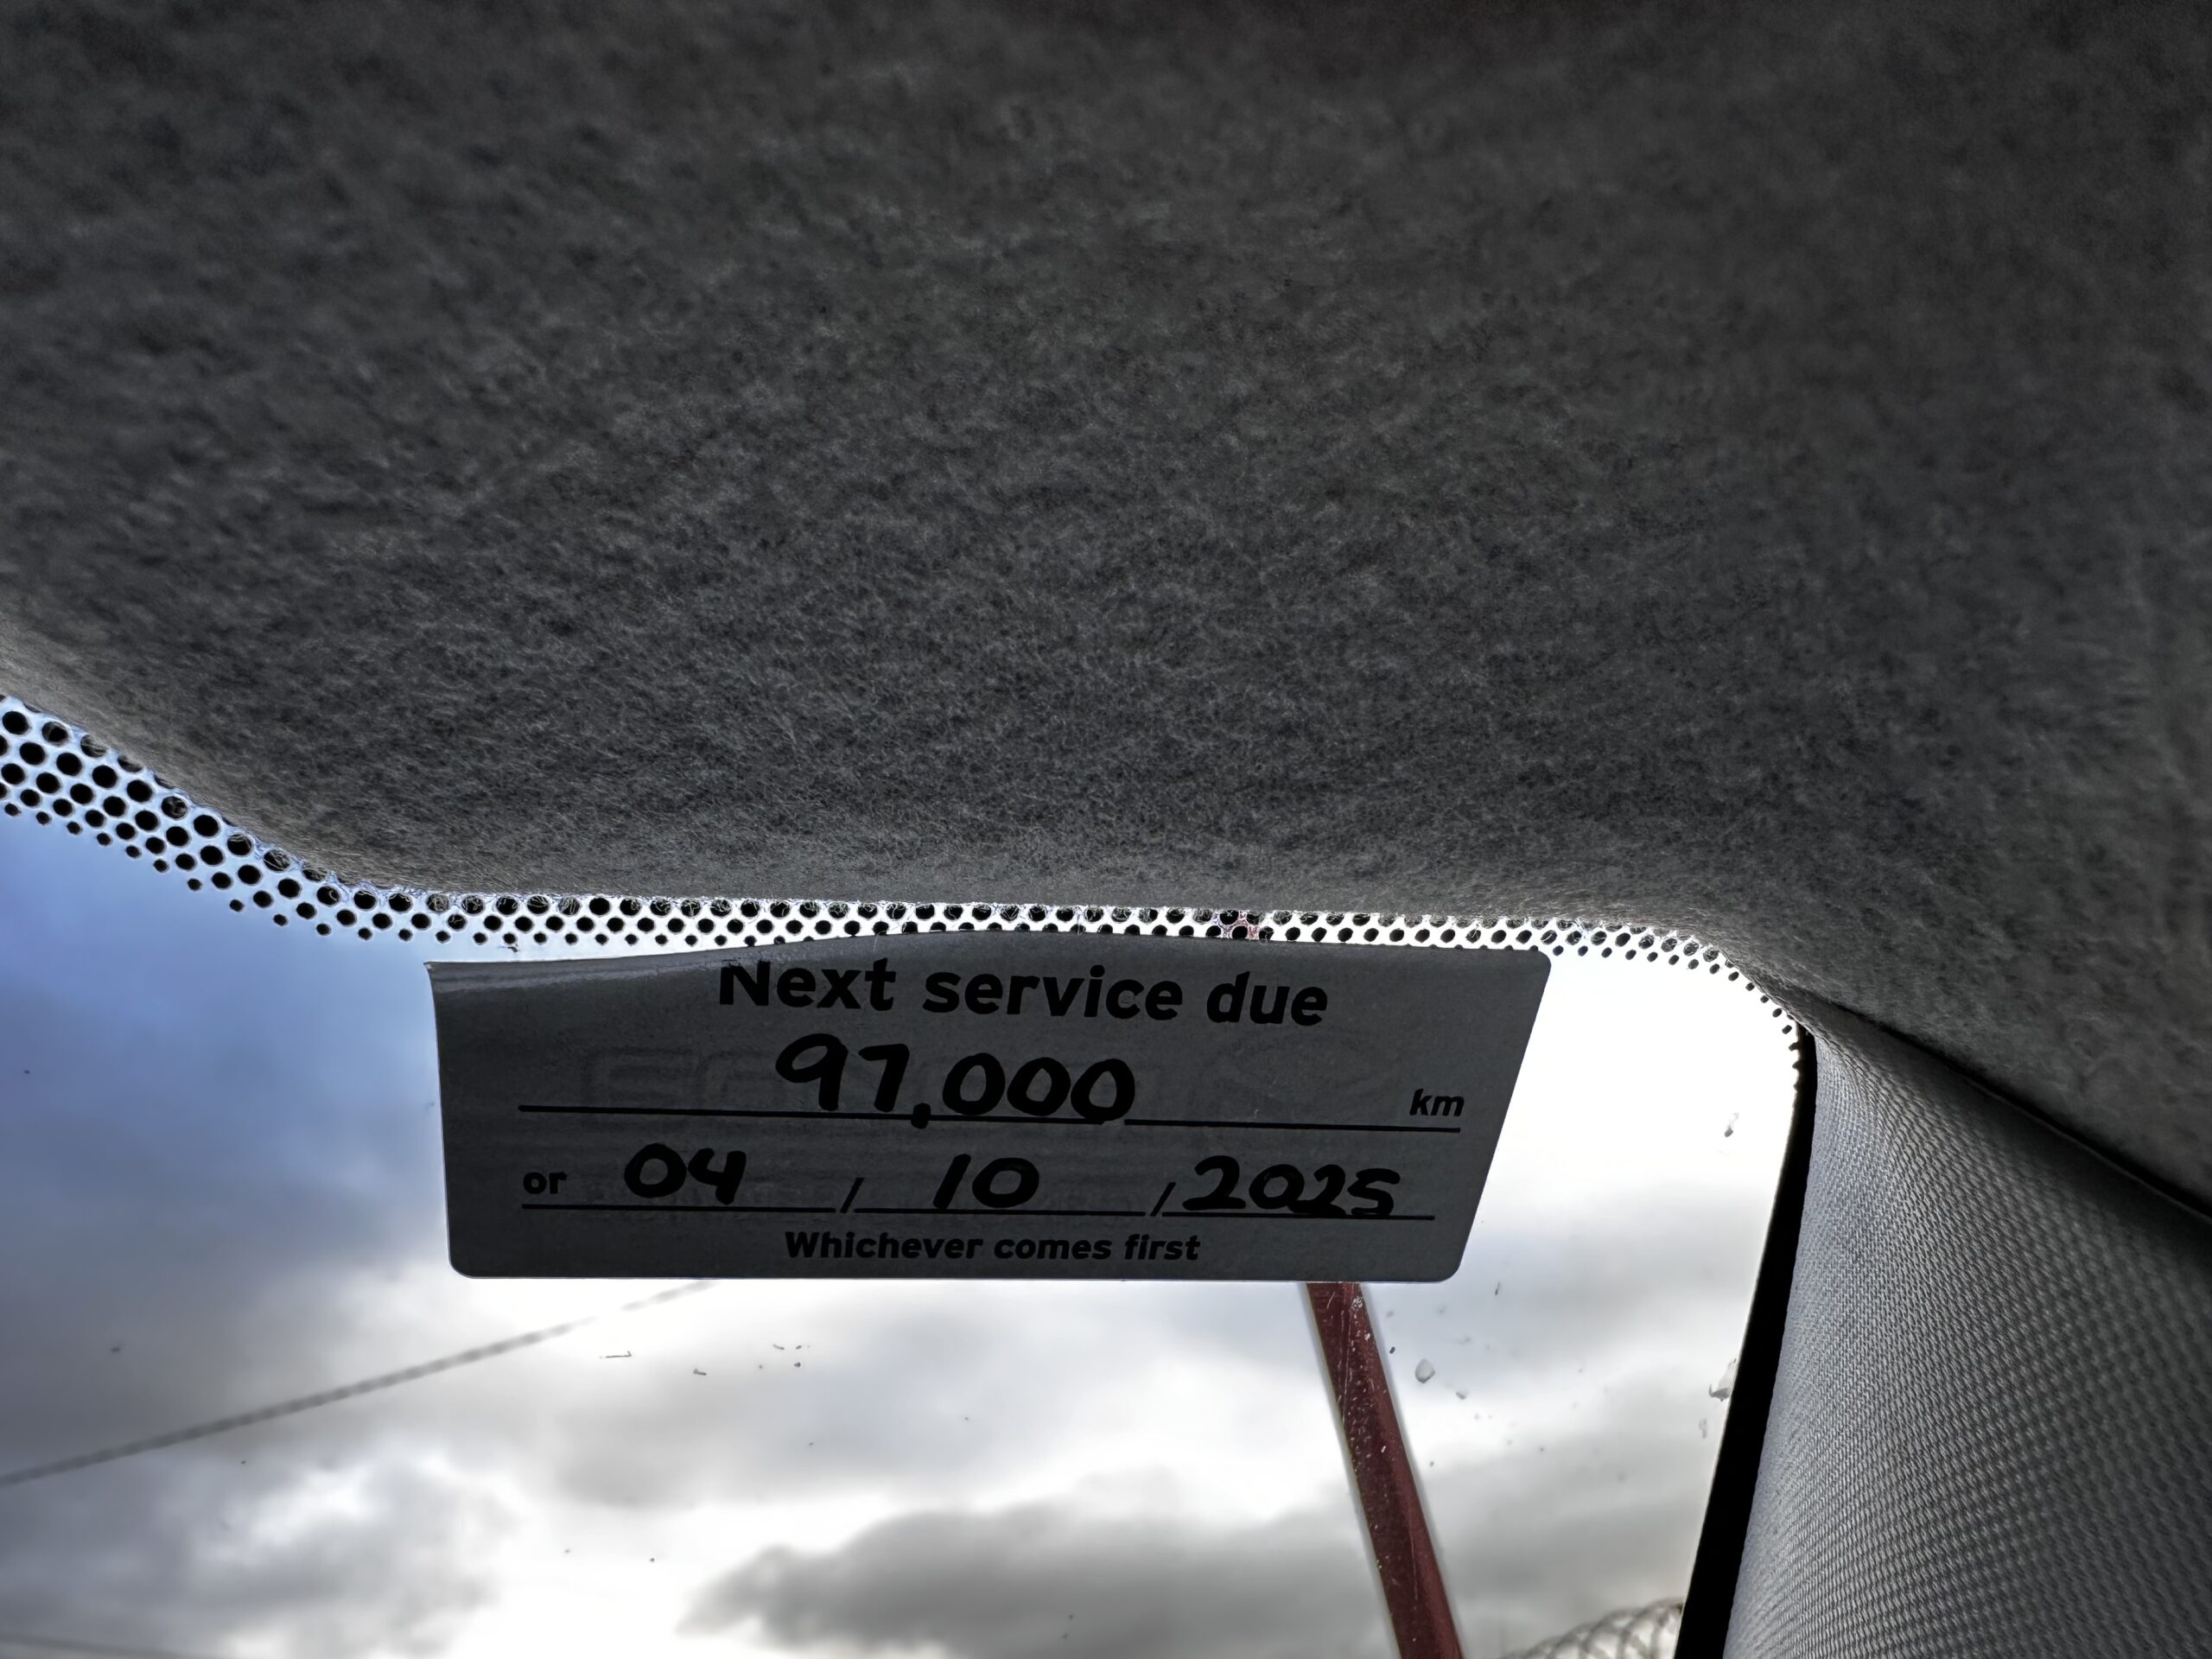 Next service due
97,000 km
or 04 / 10 / 2025
Whichever comes first